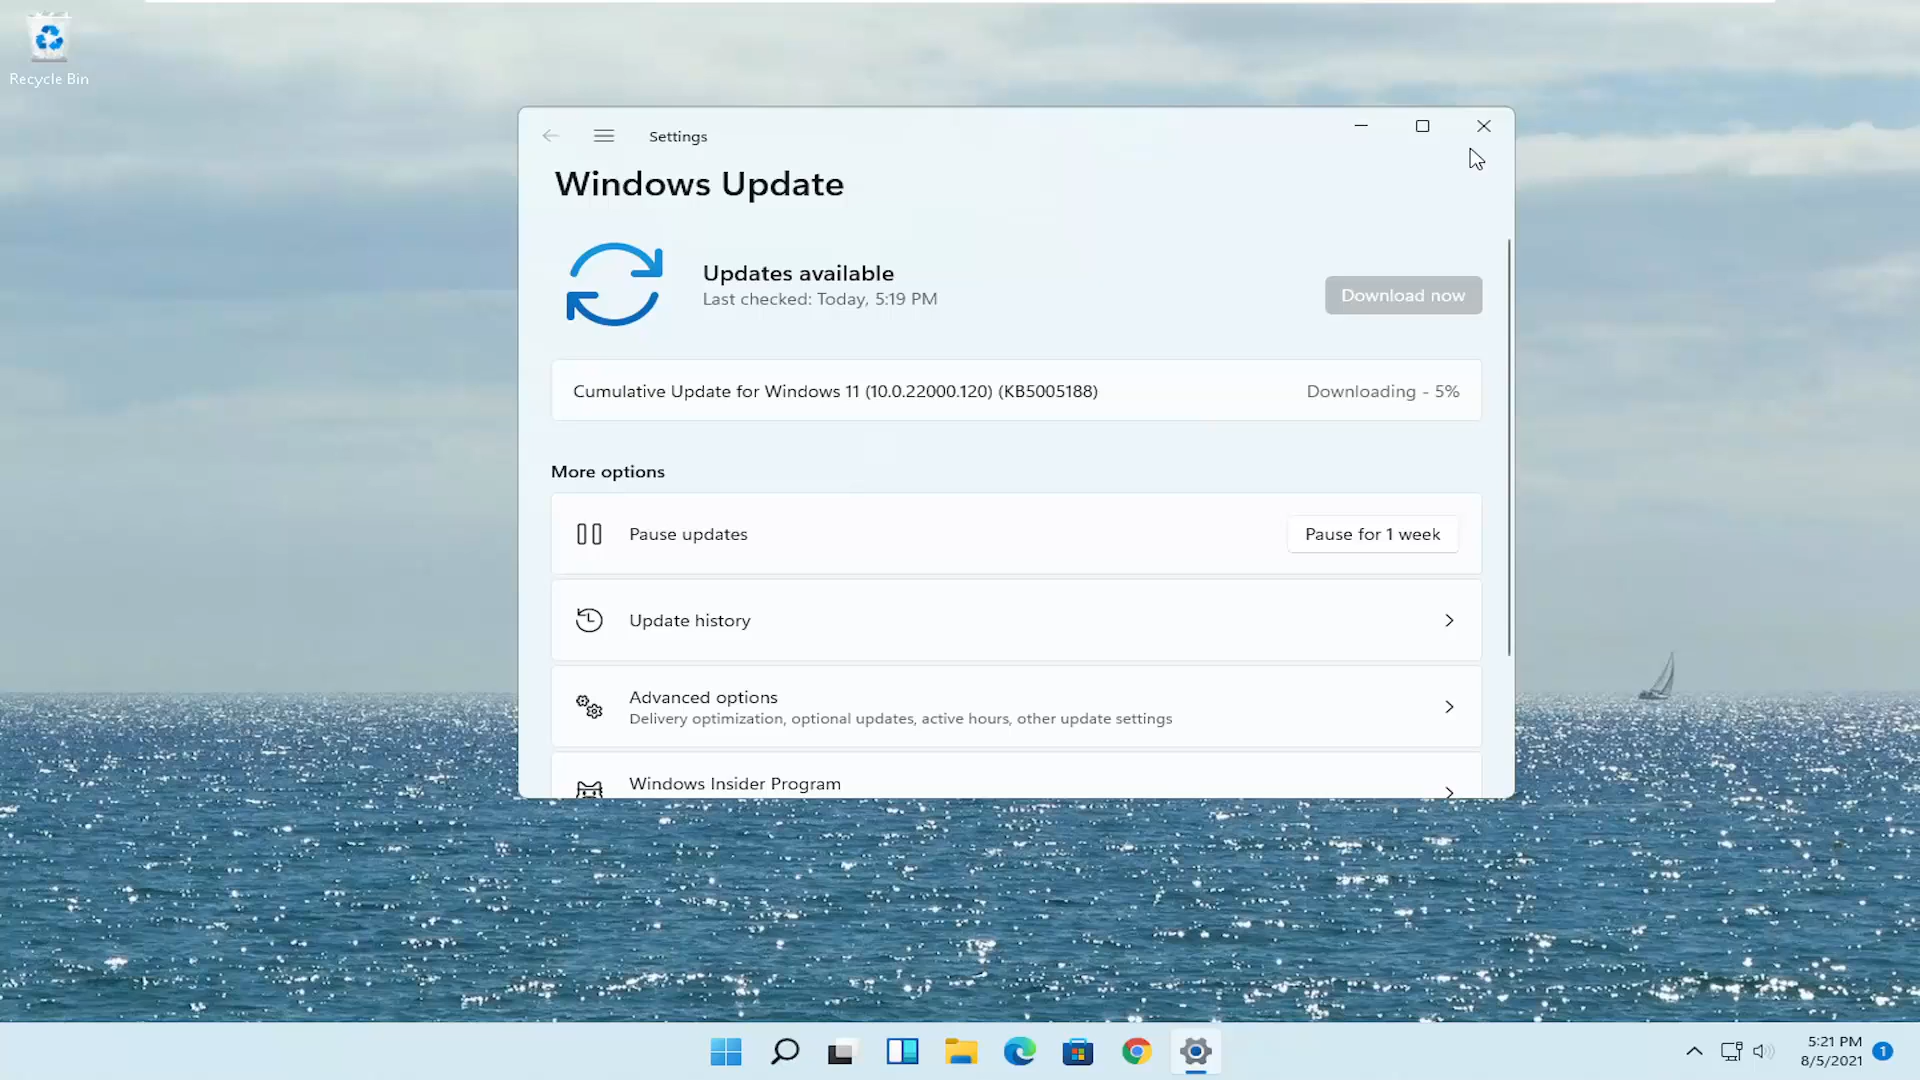 Recycle Bin
Settings
Windows Update
Updates available
Last checked: Today, 5:19 PM
Download now
Cumulative Update for Windows 11 (10.0.22000.120) (KB5005188)
Downloading - 5%
More options
Pause updates
Pause for 1 week
Update history
Advanced options
Delivery optimization, optional updates, active hours, other update settings
Windows Insider Program
5:21 PM
8/5/2021
1